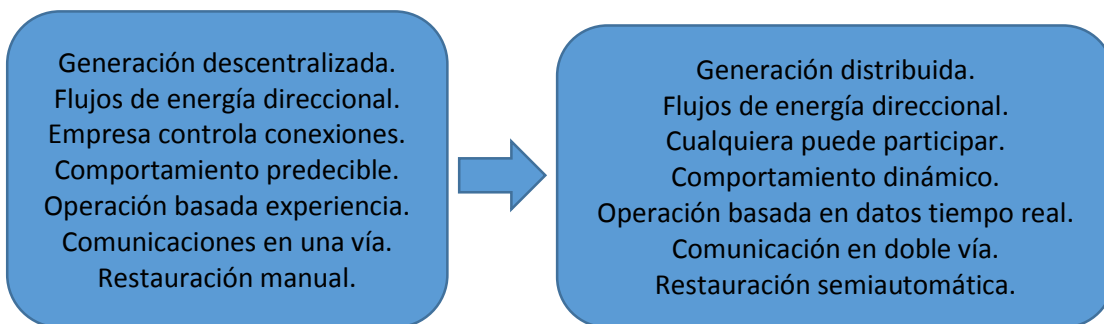 Generación descentralizada.
Flujos de energía direccional.
Empresa controla conexiones.
Comportamiento predecible.
Operación basada experiencia.
Comunicaciones en una vía.
Restauración manual.
Generación distribuida.
Flujos de energía direccional.
Cualquiera puede participar.
Comportamiento dinámico.
Operación basada en datos tiempo real.
Comunicación en doble vía.
Restauración semiautomática.